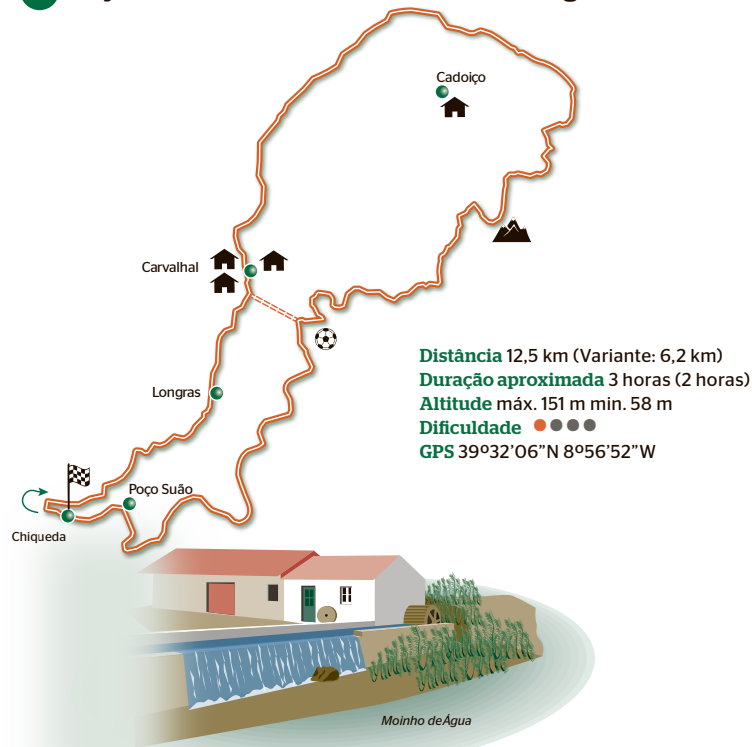 Cadoiço
Carvalhal
Distância 12,5 km (Variante: 6,2 km)
Duração aproximada 3 horas (2 horas)
Altitude máx. 151 m min. 58 m
Dificuldade
GPS 39º32'06”N 8º56'52”W
Longras
Poço Suão
Chiqueda
Moinho deÁgua